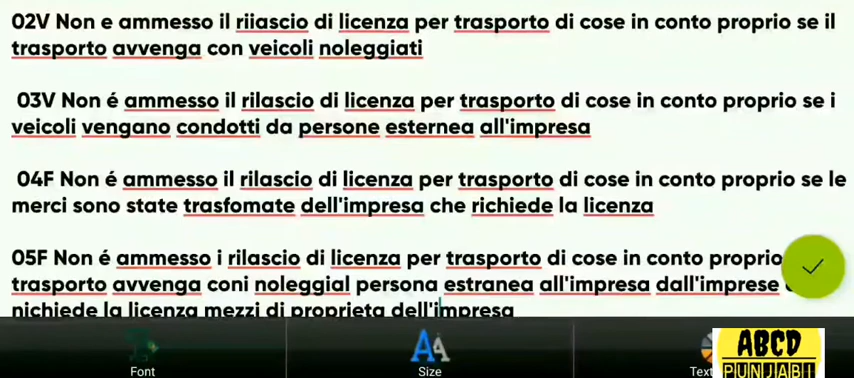 02V Non e ammesso il riiascio di licenza per trasporto di cose in conto proprio se il
trasporto avvenga con veicoli noleggiati
03V Non é ammesso il rilascio di licenza per trasporto di cose in conto proprio se i
veicoli vengano condotti da persone esternea all'impresa
04F Non é ammesso il rilascio di licenza per trasporto di cose in conto proprio se le
merci sono state trasfomate dell'impresa che richiede la licenza
05F Non é ammesso i rilascio di licenza per trasporto di cose in conto proprio
trasporto avvenga coni noleggial persona estranea all'impresa dall'imprese
nichiede la licenza mezzi di proprieta dell'impresa
Font
Size
Text
ABCD
PUNJABI